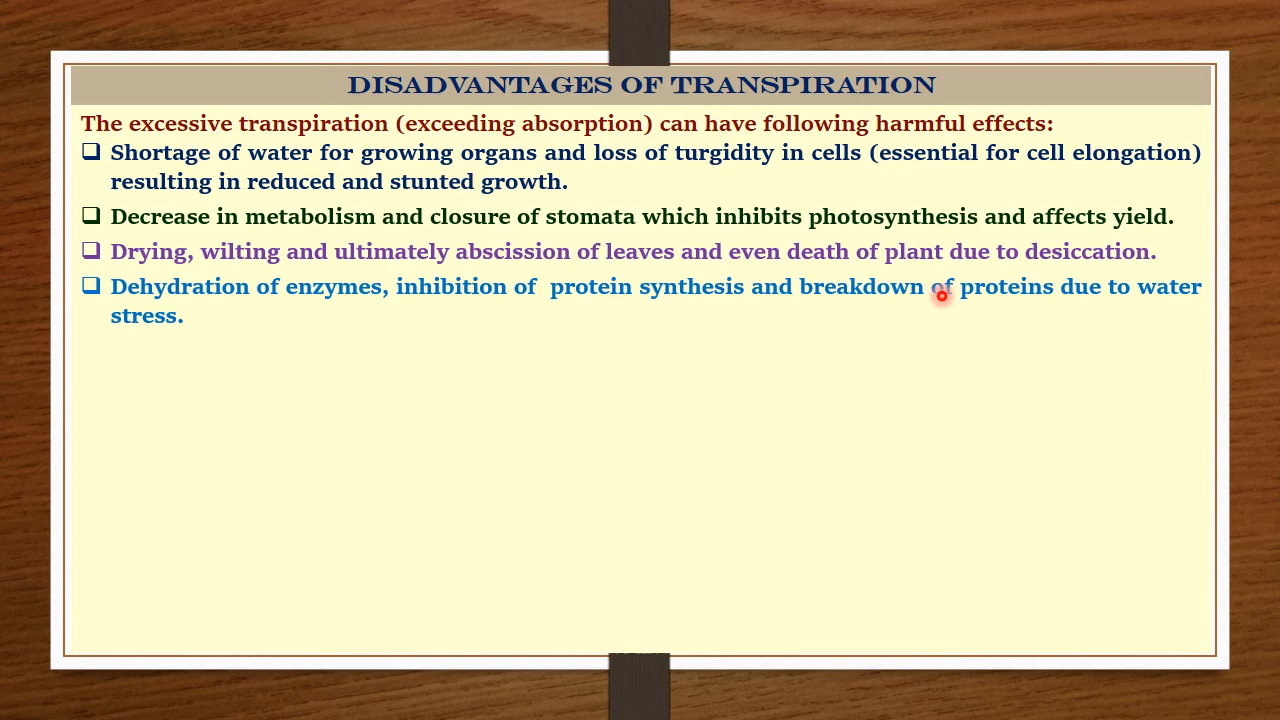 DISADVANTAGES OF TRANSPIRATION
The excessive transpiration (exceeding absorption) can have following harmful effects:
❑ Shortage of water for growing organs and loss of turgidity in cells (essential for cell elongation)
resulting in reduced and stunted growth.
❑ Decrease in metabolism and closure of stomata which inhibits photosynthesis and affects yield.
❑ Drying, wilting and ultimately abscission of leaves and even death of plant due to desiccation.
❑ Dehydration of enzymes, inhibition of protein synthesis and breakdown of proteins due to water
stress.